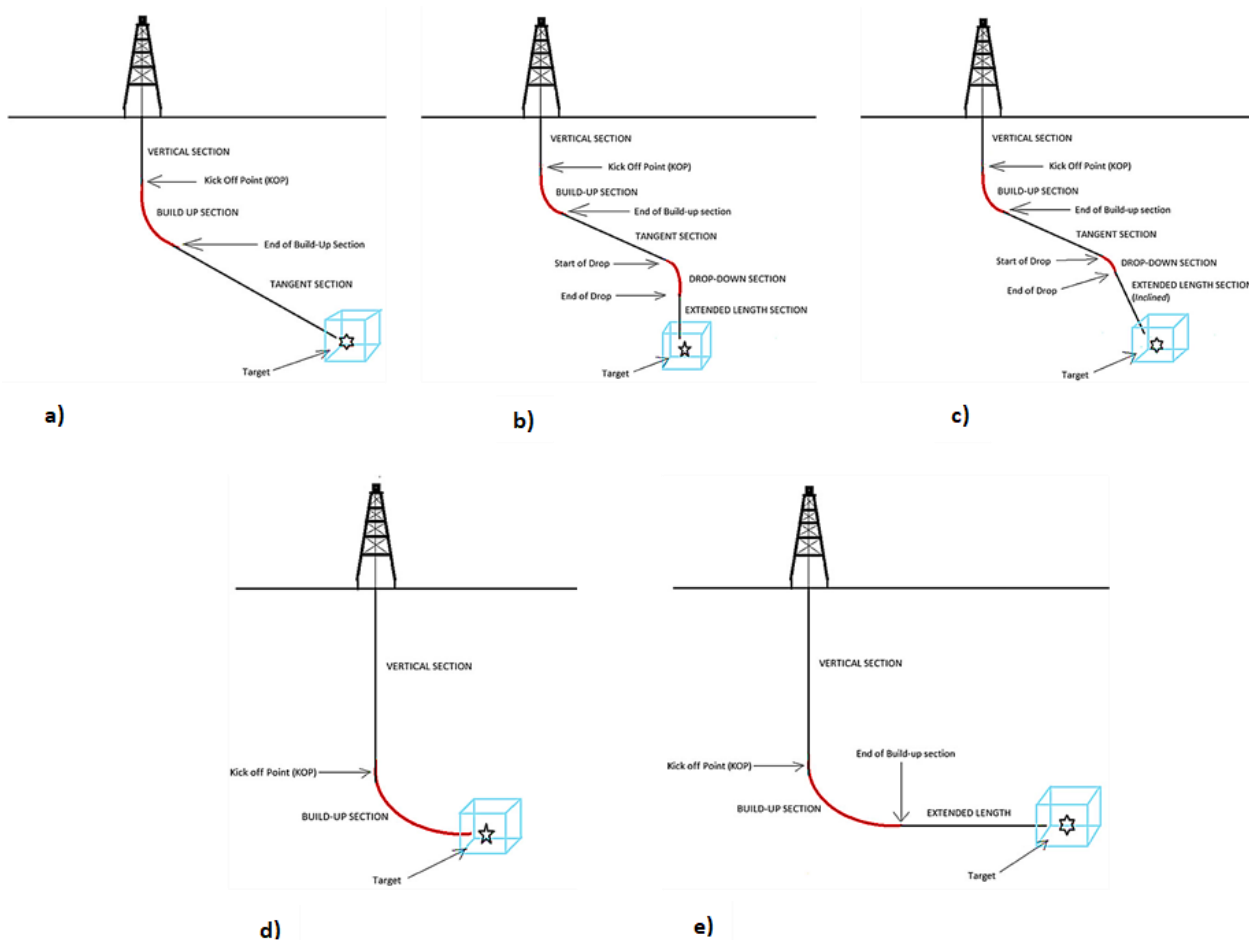 VERTICAL SECTION
Kick Off Point (KOP)
BUILD UP SECTION
End of Build-Up Section
TANGENT SECTION
Target
a)
VERTICAL SECTION
Kick Off Point (KOP)
BUILD-UP SECTION
End of Build-up section
TANGENT SECTION
Start of Drop
DROP-DOWN SECTION
End of Drop
EXTENDED LENGTH SECTION
Target
b)
VERTICAL SECTION
Kick Off Point (KOP)
BUILD-UP SECTION
End of Build-up section
TANGENT SECTION
Start of Drop
DROP-DOWN SECTION
End of Drop
EXTENDED LENGTH SECTION
(Inclined)
Target
c)
VERTICAL SECTION
Kick off Point (KOP)
BUILD-UP SECTION
Target
d)
VERTICAL SECTION
Kick off Point (KOP)
End of Build-up section
BUILD-UP SECTION
EXTENDED LENGTH
Target
e)